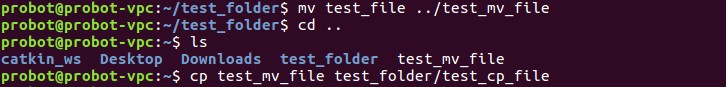 probot@probot-vpc:~/test_folder$ mv test_file ../test_mv_file
probot@probot-vpc:~/test_folder$ cd ..
probot@probot-vpc:~$ ls
catkin_ws  Desktop  Downloads  test_folder  test_mv_file
probot@probot-vpc:~$ cp test_mv_file test_folder/test_cp_file